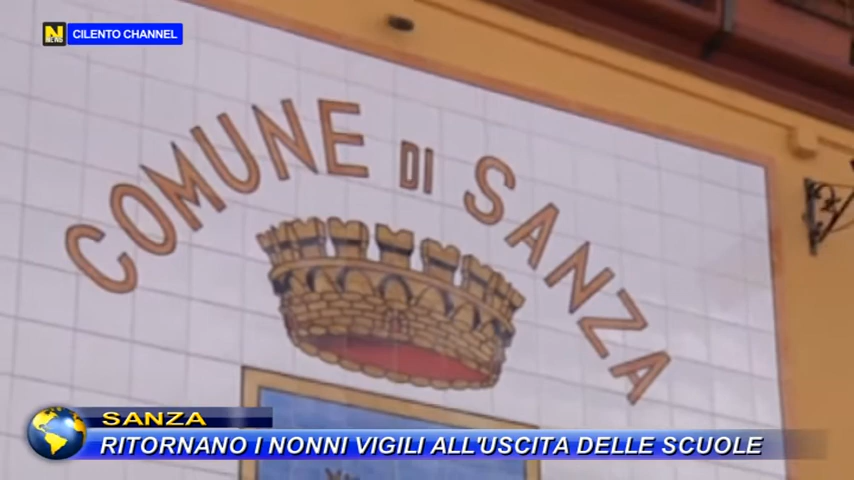 CILENTO CHANNEL
COMUNE DI SANZA
SANZA
RITORNANO I NONNI VIGILI ALL'USCITA DELLE SCUOLE